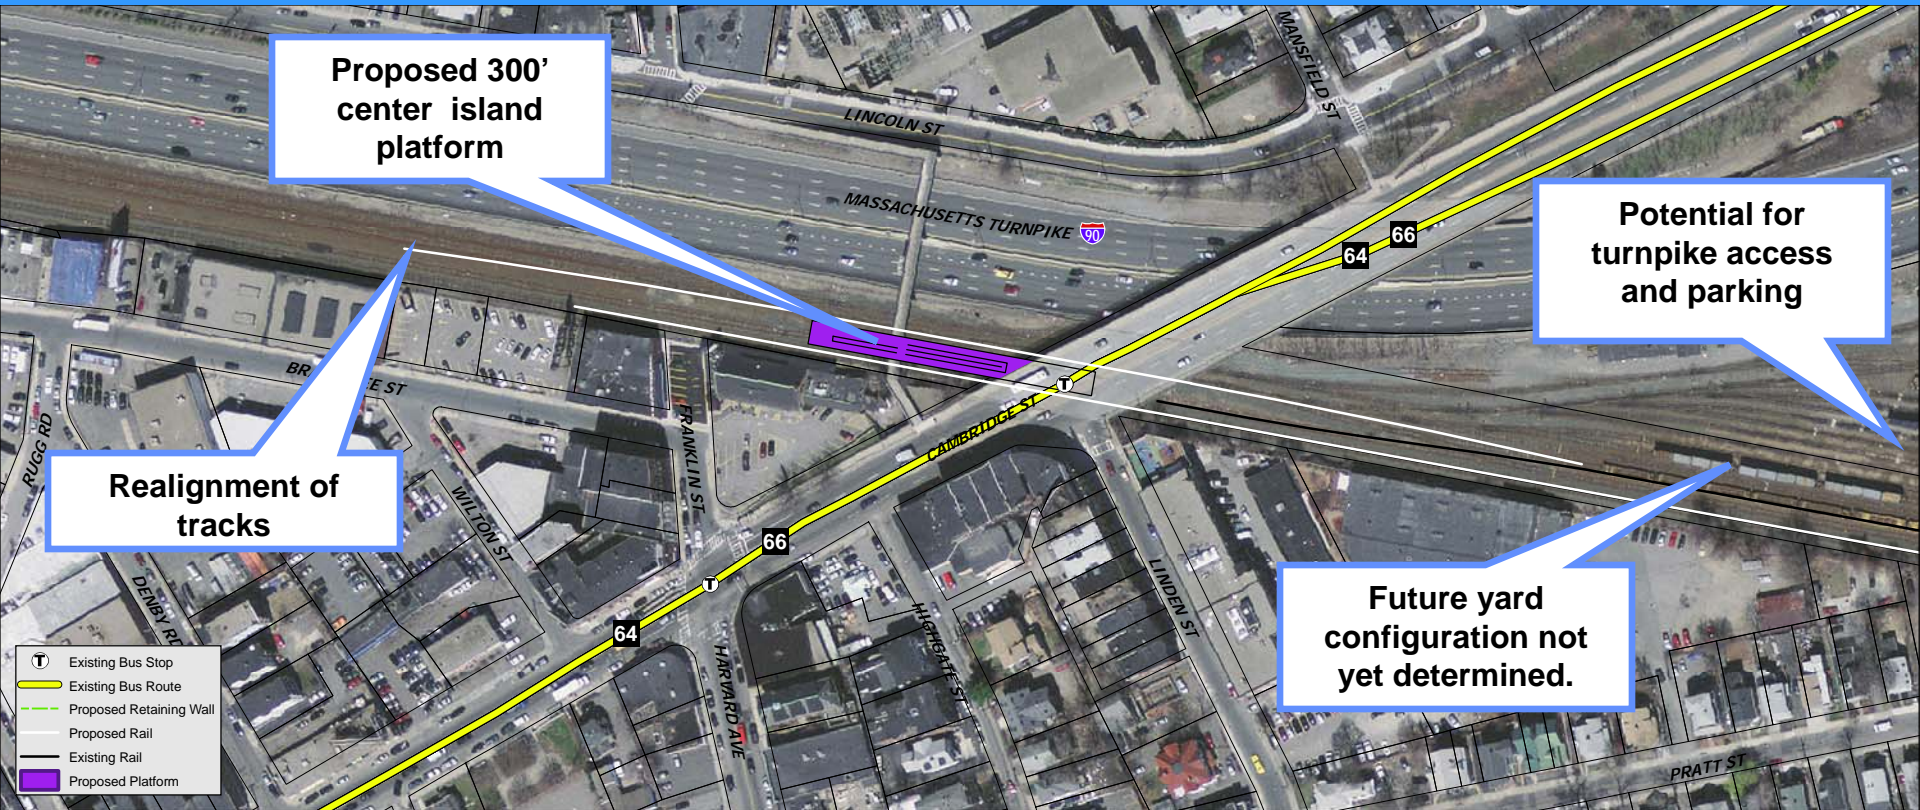 Proposed 300’
center island
platform
LINCOLN ST
MANSFIELD ST
MASSACHUSETTS TURNPIKE
90
64
66
Potential for
turnpike access
and parking
Realignment of
tracks
RUGG RD
FRANKLIN ST
CAMBRIDGE ST
T
WILTON ST
66
T
64
DENBY RD
HARVARD AVE
HIGHGATE ST
LINDEN ST
Future yard
configuration not
yet determined.
PRATT ST
T Existing Bus Stop
Existing Bus Route
Proposed Retaining Wall
Proposed Rail
Existing Rail
Proposed Platform